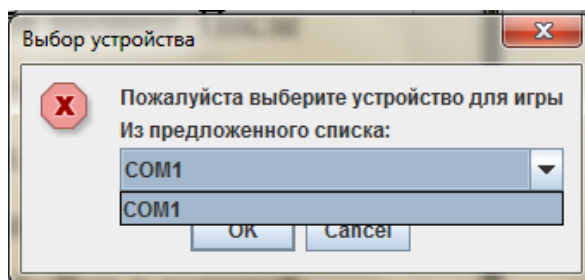 Выбор устройства
Пожалуйста выберите устройство для игры
Из предложенного списка:
COM1
COM1
OK Cancel